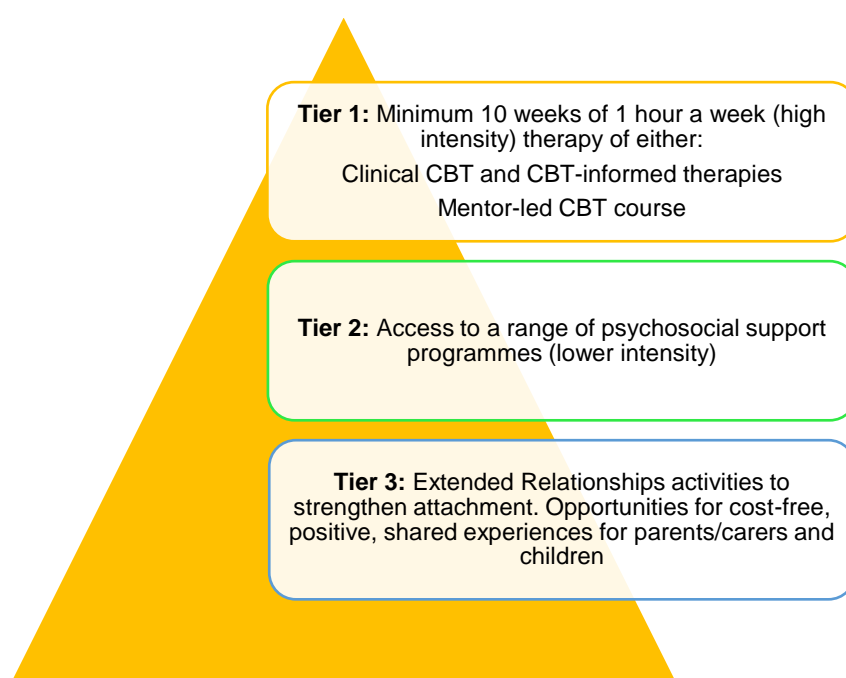 Tier 1: Minimum 10 weeks of 1 hour a week (high
intensity) therapy of either:
Clinical CBT and CBT-informed therapies
Mentor-led CBT course
Tier 2: Access to a range of psychosocial support
programmes (lower intensity)
Tier 3: Extended Relationships activities to
strengthen attachment. Opportunities for cost-free,
positive, shared experiences for parents/carers and
children